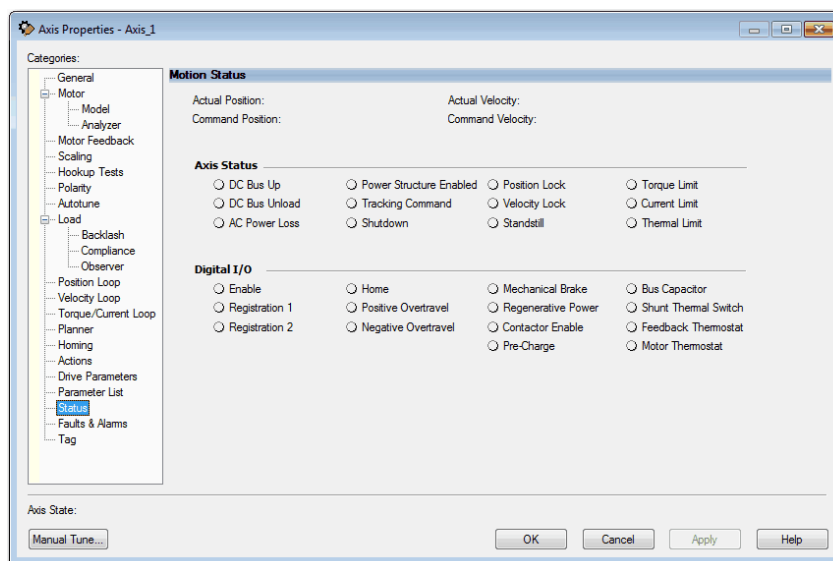 Axis Properties - Axis_1
Categories:
General
Motor
Model
Analyzer
Motor Feedback
Scaling
Hookup Tests
Polarity
Autotune
Load
Backlash
Compliance
Observer
Position Loop
Velocity Loop
Torque/Current Loop
Planner
Homing
Actions
Drive Parameters
Parameter List
Status
Faults & Alarms
Tag
Motion Status
Actual Position: Actual Velocity:
Command Position: Command Velocity:
Axis Status
DC Bus Up Power Structure Enabled Position Lock Torque Limit
DC Bus Unload Tracking Command Velocity Lock Current Limit
AC Power Loss Shutdown Standstill Thermal Limit
Digital I/O
Enable Home Mechanical Brake Bus Capacitor
Registration 1 Positive Overtravel Regenerative Power Shunt Thermal Switch
Registration 2 Negative Overtravel Contactor Enable Feedback Thermostat
Pre-Charge Motor Thermostat
Axis State:
Manual Tune... OK Cancel Apply Help